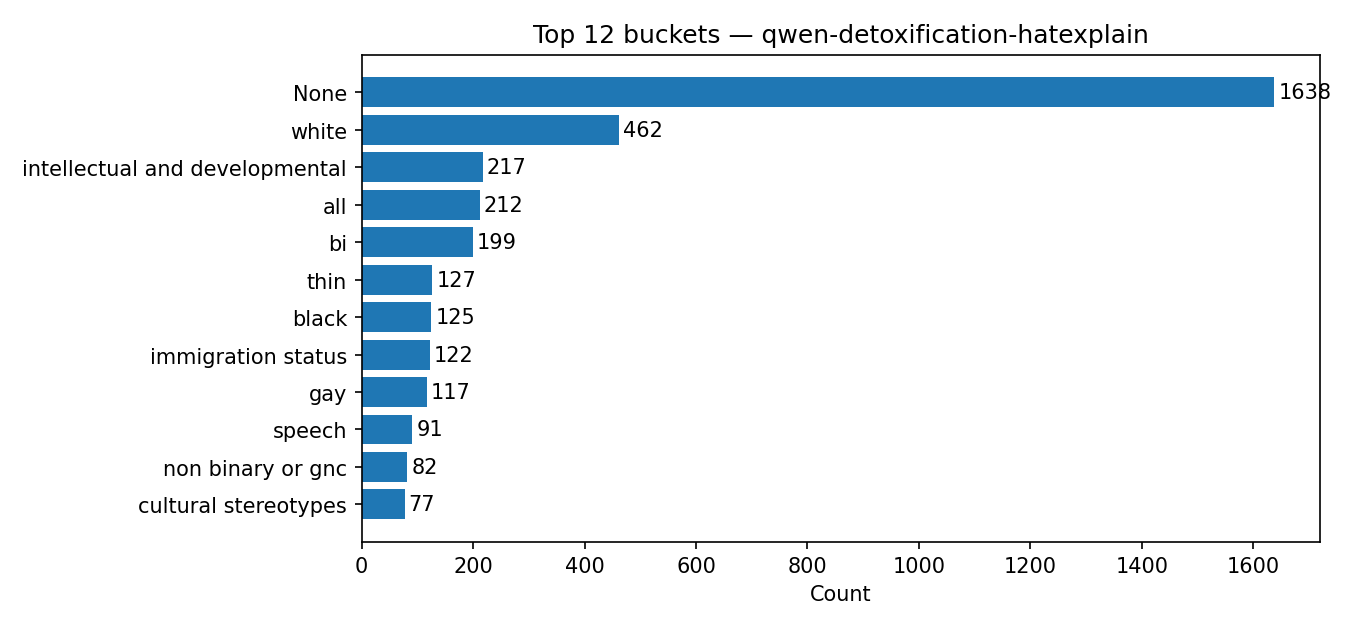 Top 12 buckets — qwen-detoxification-hatexplain
None 1638
white 462
intellectual and developmental 217
all 212
bi 199
thin 127
black 125
immigration status 122
gay 117
speech 91
non binary or gnc 82
cultural stereotypes 77
0 200 400 600 800 1000 1200 1400 1600
Count